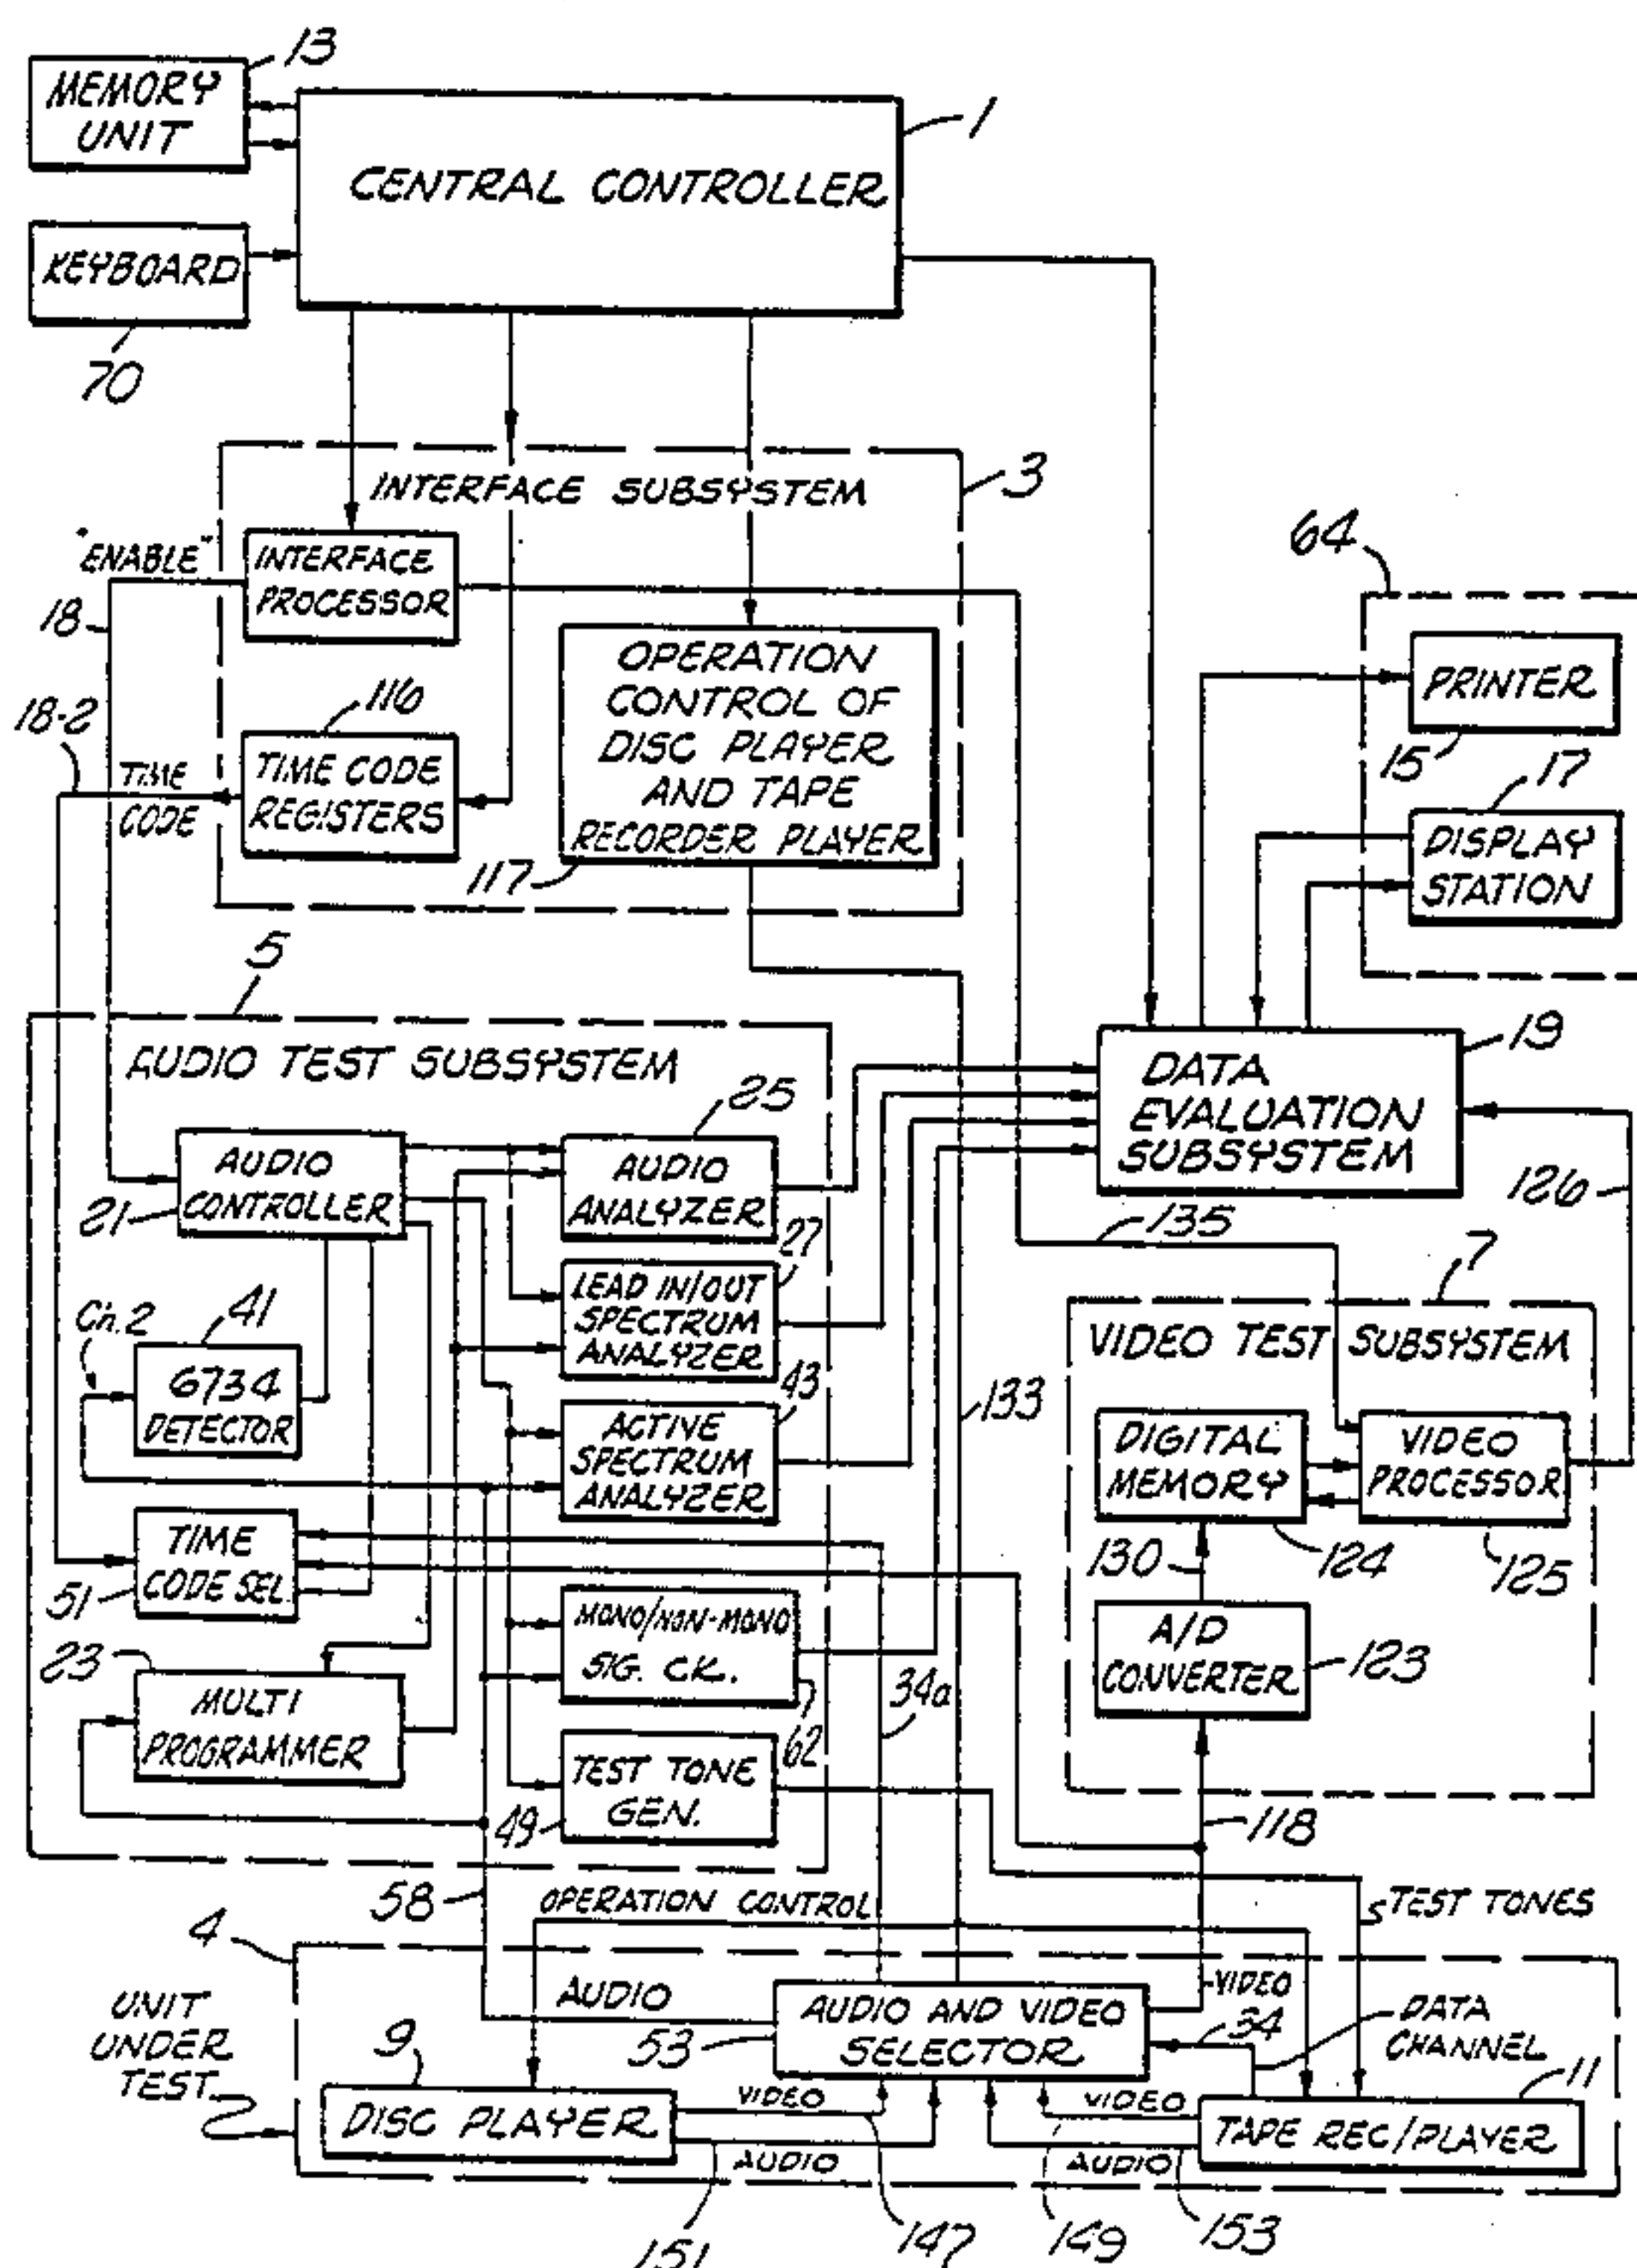 13
MEMORY
UNIT
1
CENTRAL CONTROLLER
KEYBOARD
70
INTERFACE SUBSYSTEM
3
"ENABLE"
INTERFACE
PROCESSOR
18
64
OPERATION
CONTROL OF
DISC PLAYER
AND TAPE
RECORDER PLAYER
117
PRINTER
15
18-2
116
TIME CODE
REGISTERS
TIME
CODE
17
DISPLAY
STATION
5
AUDIO TEST SUBSYSTEM
19
DATA
EVALUATION
SUBSYSTEM
25
AUDIO
ANALYZER
AUDIO
CONTROLLER
21
126
135
7
27
LEAD IN/OUT
SPECTRUM
ANALYZER
VIDEO TEST SUBSYSTEM
Ch. 2
41
6734
DETECTOR
43
ACTIVE
SPECTRUM
ANALYZER
133
DIGITAL
MEMORY
VIDEO
PROCESSOR
124
125
130
TIME
CODE SEL
51
A/D
CONVERTER
123
MONO/NON-MONO
SIG. CK.
62
34a
23
MULTI
PROGRAMMER
TEST TONE
GEN.
49
118
58
OPERATION CONTROL
TEST TONES
4
UNIT
UNDER
TEST
AUDIO
AUDIO AND VIDEO
SELECTOR
53
VIDEO
34
DATA
CHANNEL
9
DISC PLAYER
VIDEO
AUDIO
VIDEO
AUDIO
11
TAPE REC/PLAYER
151
147
149
153